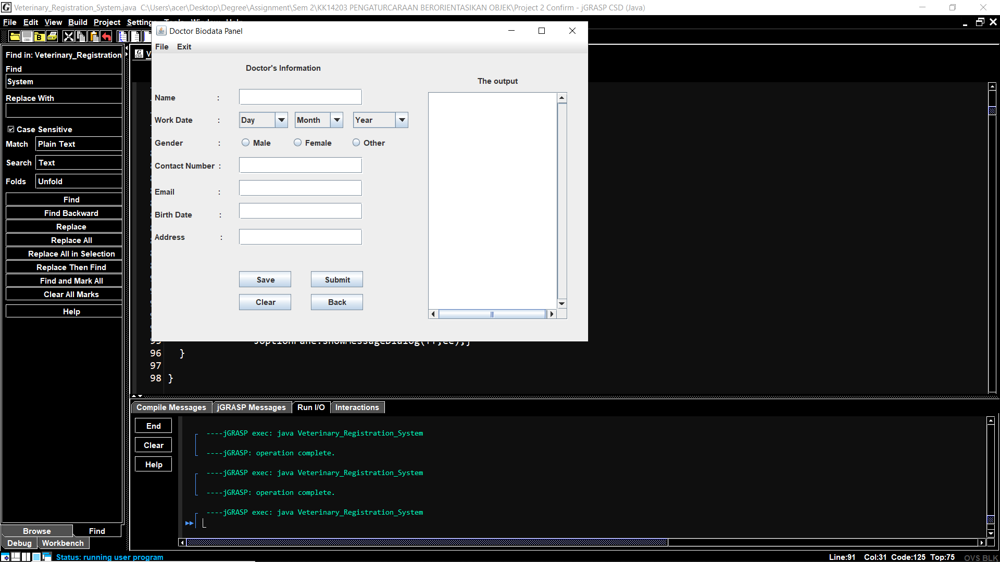 Veterinary_Registration_System.java  C:\Users\acer\Desktop\Degree\Assignment\Sem 2\KK14203 PENGATURCARAAN BERORIENTASIKAN OBJEK\Project 2 Confirm - jGRASP CSD (Java)
File Edit View Build Project
Doctor Biodata Panel
File Exit
Find in: Veterinary_Registration
Find
System
Replace With
Case Sensitive
Match Plain Text
Search Text
Folds Unfold
Find
Find Backward
Replace
Replace All
Replace All in Selection
Replace Then Find
Find and Mark All
Clear All Marks
Help
Browse Find
Debug Workbench
Doctor's Information
The output
Name :
Work Date : Day Month Year
Gender : Male Female Other
Contact Number :
Email :
Birth Date :
Address :
Save Submit
Clear Back
96 }
97
98 }
Compile Messages jGRASP Messages Run I/O Interactions
End
Clear
Help
----jGRASP exec: java Veterinary_Registration_System
----jGRASP: operation complete.
----jGRASP exec: java Veterinary_Registration_System
----jGRASP: operation complete.
----jGRASP exec: java Veterinary_Registration_System
Status: running user program
Line:91 Col:31 Code:125 Top:75 OVS BLK